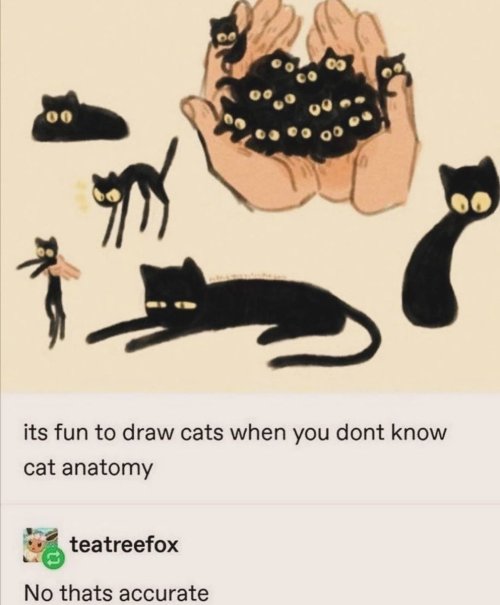 its fun to draw cats when you dont know
cat anatomy
teatreefox
No thats accurate